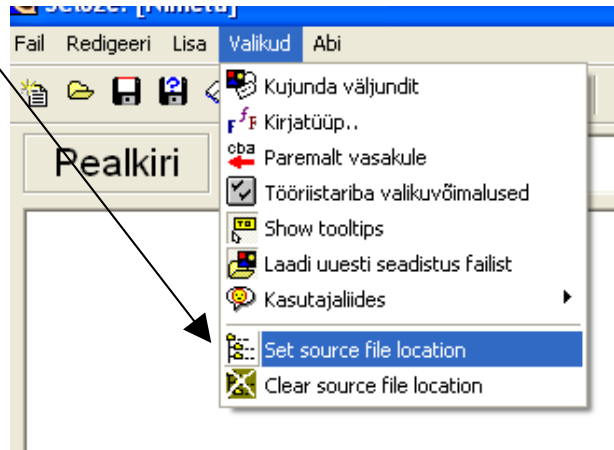 Fail Redigeeri Lisa Valikud Abi
Kujunda väljundit
Kirjatüüp..
Paremalt vasakule
Pealkiri
Tööriistariba valikuvõimalused
Show tooltips
Laadi uuesti seadistus failist
Kasutajaliides
Set source file location
Clear source file location